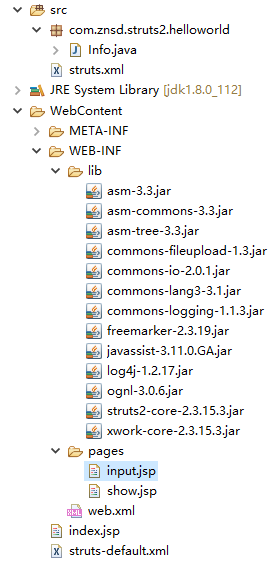 src
com.znsd.struts2.helloworld
Info.java
struts.xml
JRE System Library [jdk1.8.0_112]
WebContent
META-INF
WEB-INF
lib
asm-3.3.jar
asm-commons-3.3.jar
asm-tree-3.3.jar
commons-fileupload-1.3.jar
commons-io-2.0.1.jar
commons-lang3-3.1.jar
commons-logging-1.1.3.jar
freemarker-2.3.19.jar
javassist-3.11.0.GA.jar
log4j-1.2.17.jar
ognl-3.0.6.jar
struts2-core-2.3.15.3.jar
xwork-core-2.3.15.3.jar
pages
input.jsp
show.jsp
web.xml
index.jsp
struts-default.xml